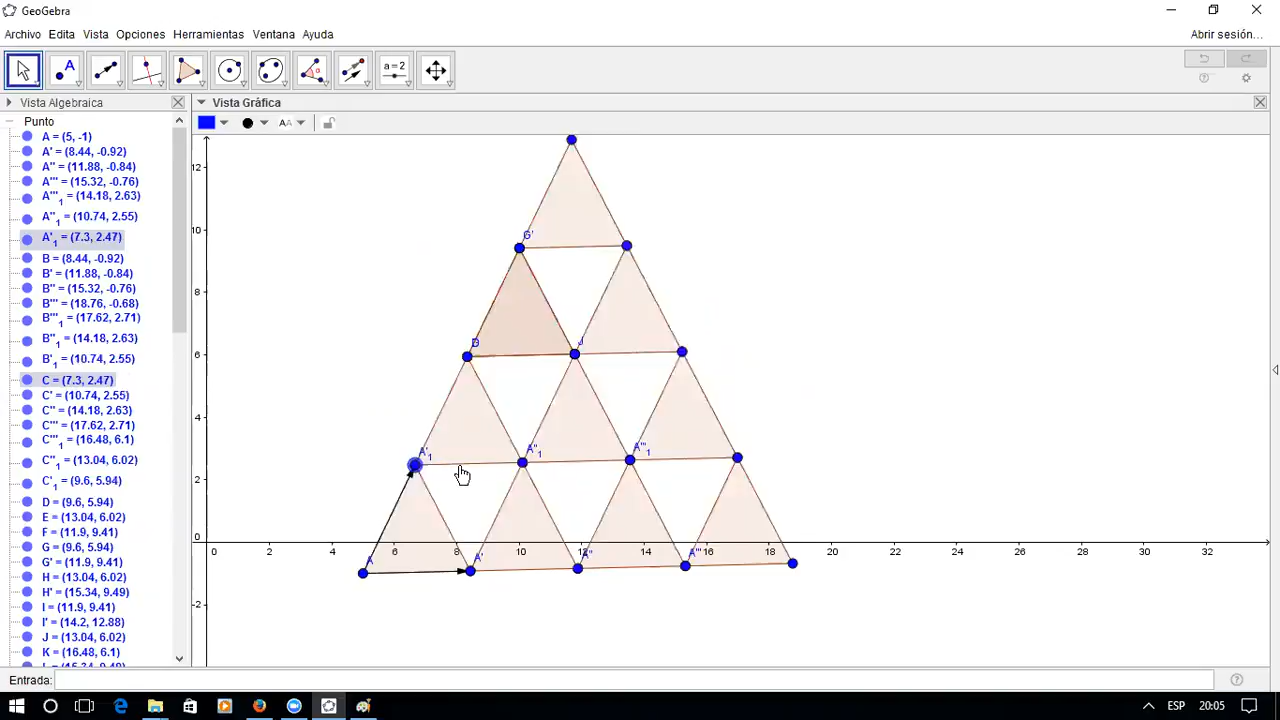 GeoGebra
Archivo Edita Vista Opciones Herramientas Ventana Ayuda
Abrir sesión...
A
a = 2
Vista Algebraica
Vista Gráfica
AA
Punto
A = (5, -1)
A' = (8.44, -0.92)
A'' = (11.88, -0.84)
A''' = (15.32, -0.76)
A'''1 = (14.18, 2.63)
A''1 = (10.74, 2.55)
A'1 = (7.3, 2.47)
B = (8.44, -0.92)
B' = (11.88, -0.84)
B'' = (15.32, -0.76)
B''' = (18.76, -0.68)
B'''1 = (17.62, 2.71)
B''1 = (14.18, 2.63)
B'1 = (10.74, 2.55)
C = (7.3, 2.47)
C' = (10.74, 2.55)
C'' = (14.18, 2.63)
C''' = (17.62, 2.71)
C'''1 = (16.48, 6.1)
C''1 = (13.04, 6.02)
C'1 = (9.6, 5.94)
D = (9.6, 5.94)
E = (13.04, 6.02)
F = (11.9, 9.41)
G = (9.6, 5.94)
G' = (11.9, 9.41)
H = (13.04, 6.02)
H' = (15.34, 9.49)
I = (11.9, 9.41)
I' = (14.2, 12.88)
J = (13.04, 6.02)
K = (16.48, 6.1)
12
10
G'
8
D J
6
4
A'1 A''1 A'''1
2
0
A A' A'' A'''
0 2 4 6 8 10 12 14 16 18 20 22 24 26 28 30 32
-2
Entrada:
ESP 20:05